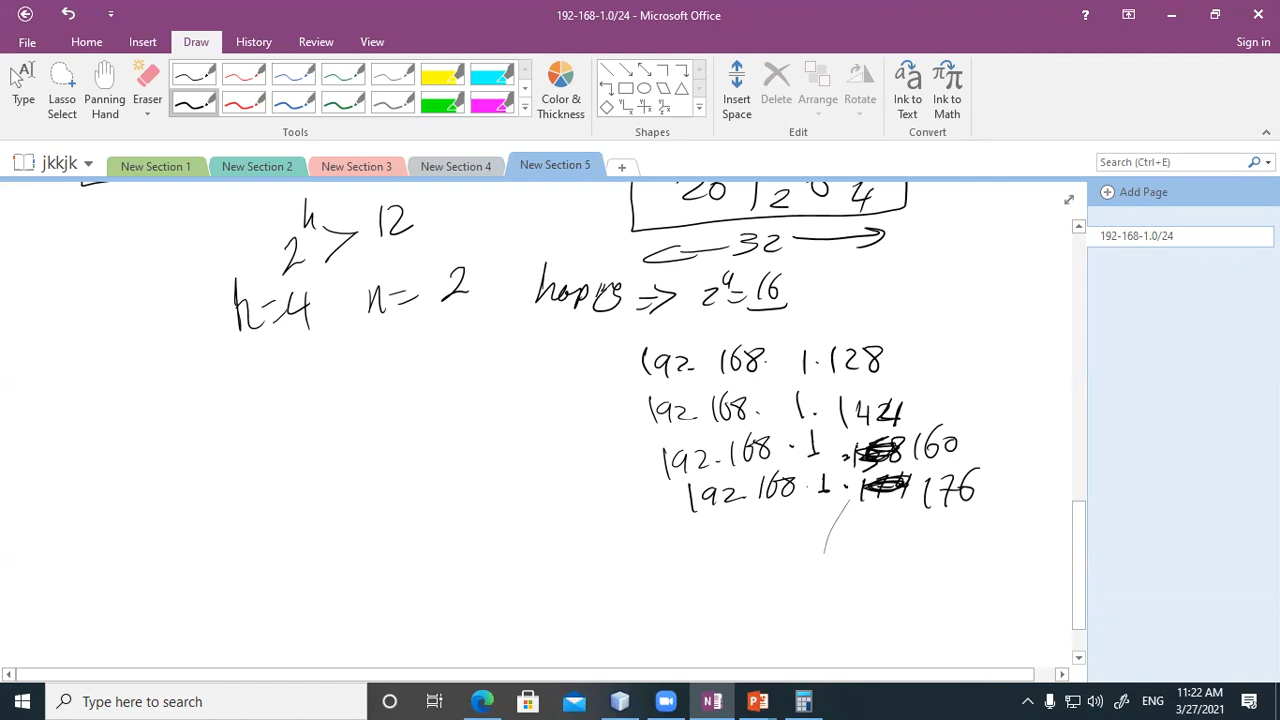 192-168-1.0/24 - Microsoft Office
File Home Insert Draw History Review View Sign in
Type
Lasso Select
Panning Hand
Eraser
Color & Thickness
Insert Space
Delete
Arrange
Rotate
Ink to Text
Ink to Math
Tools
Shapes
Edit
Convert
jkkjk
New Section 1
New Section 2
New Section 3
New Section 4
New Section 5
Search (Ctrl+E)
Add Page
192-168-1.0/24
32
2^h > 12
h=4 n= 2
=> 2^4=16
192. 168. 1. 128
192. 168. 1. 144
192. 168. 1. 160
192. 168. 1. 176
Type here to search
ENG
11:22 AM
3/27/2021